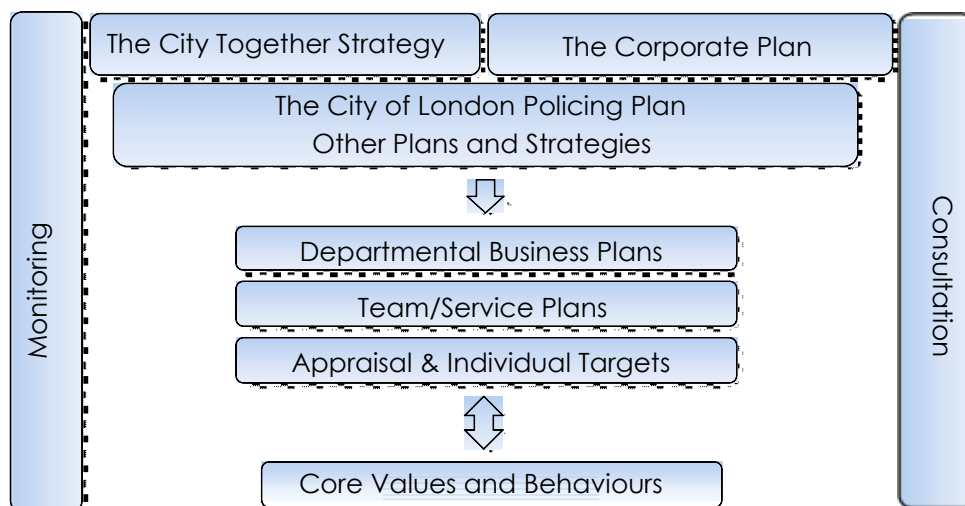 The City Together Strategy
The Corporate Plan
The City of London Policing Plan
Other Plans and Strategies
Monitoring
Consultation
Departmental Business Plans
Team/Service Plans
Appraisal & Individual Targets
Core Values and Behaviours